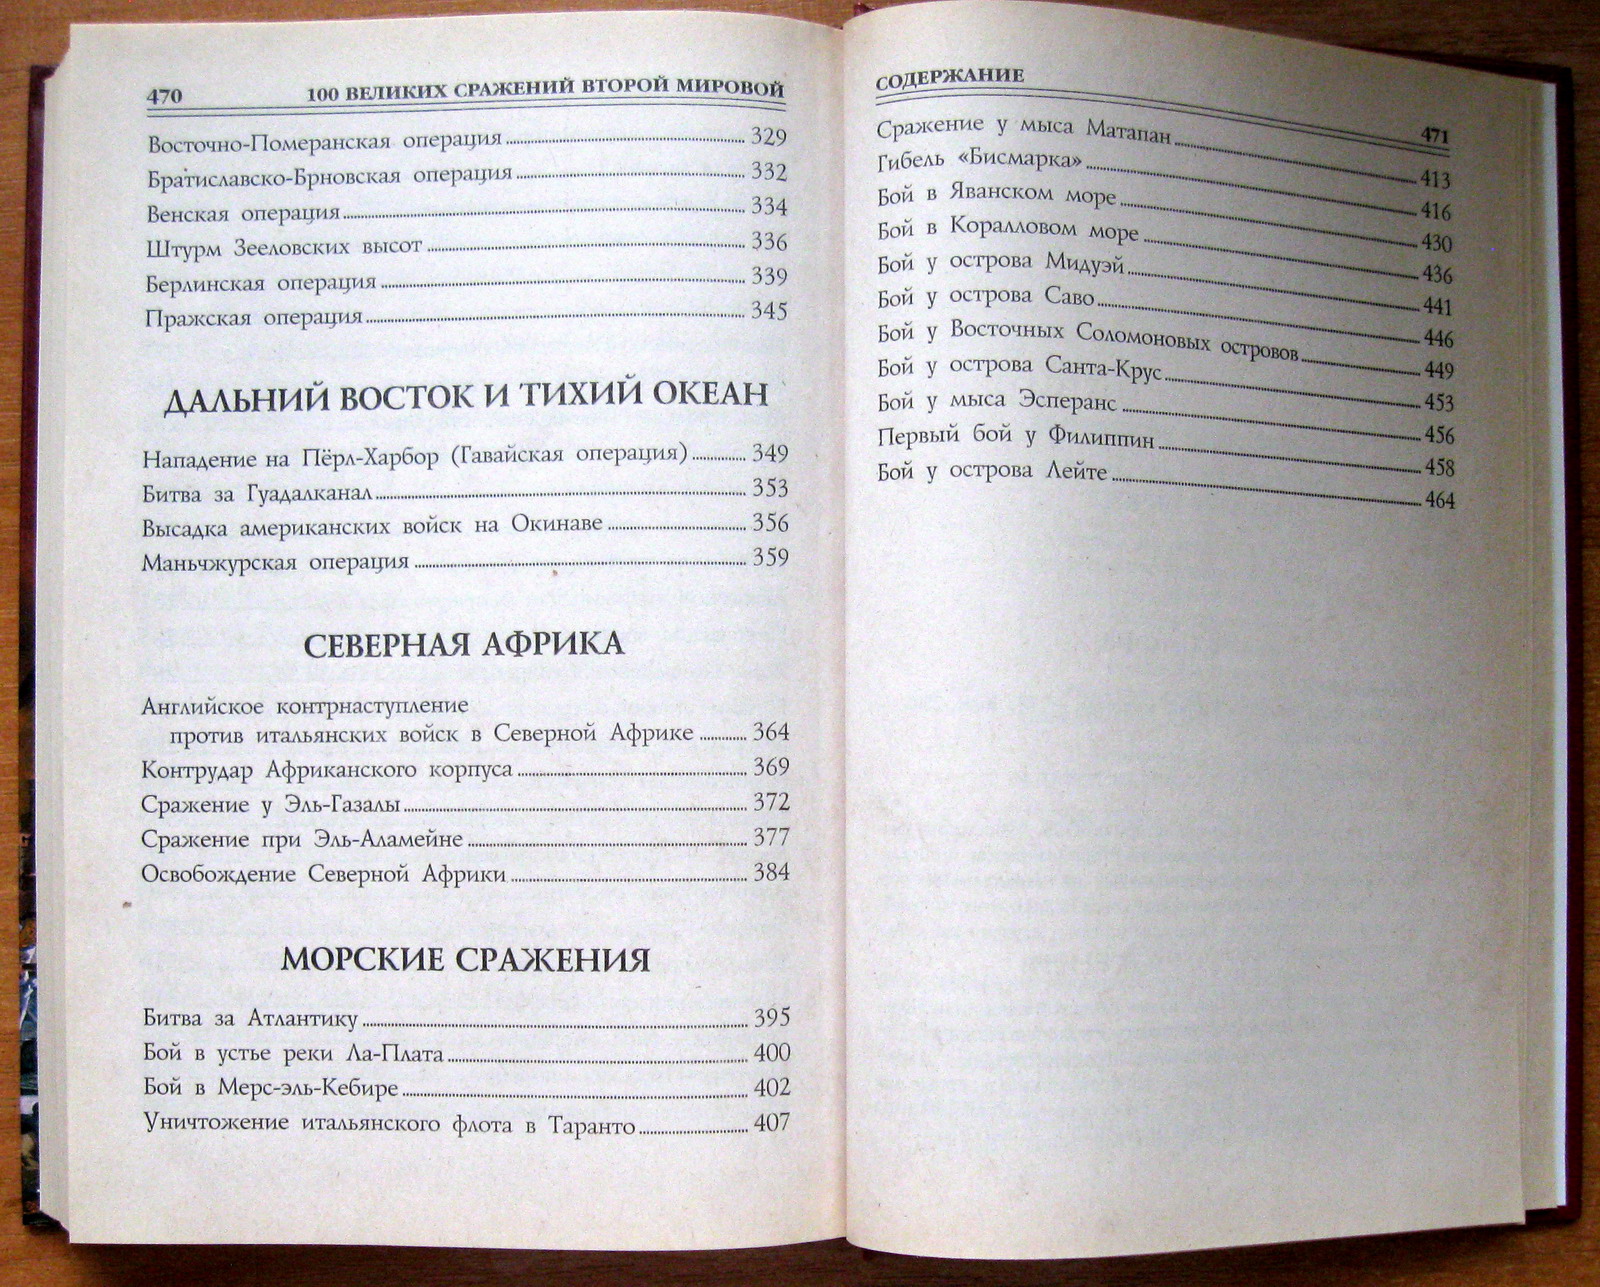 470 100 ВЕЛИКИХ СРАЖЕНИЙ ВТОРОЙ МИРОВОЙ
Восточно-Померанская операция 329
Братиславско-Брновская операция 332
Венская операция 334
Штурм Зееловских высот 336
Берлинская операция 339
Пражская операция 345
ДАЛЬНИЙ ВОСТОК И ТИХИЙ ОКЕАН
Нападение на Пёрл-Харбор (Гавайская операция) 349
Битва за Гуадалканал 353
Высадка американских войск на Окинаве 356
Маньчжурская операция 359
СЕВЕРНАЯ АФРИКА
Английское контрнаступление
против итальянских войск в Северной Африке 364
Контрудар Африканского корпуса 369
Сражение у Эль-Газалы 372
Сражение при Эль-Аламейне 377
Освобождение Северной Африки 384
МОРСКИЕ СРАЖЕНИЯ
Битва за Атлантику 395
Бой в устье реки Ла-Плата 400
Бой в Мерс-эль-Кебире 402
Уничтожение итальянского флота в Таранто 407
СОДЕРЖАНИЕ 471
Сражение у мыса Матапан 413
Гибель «Бисмарка» 416
Бой в Яванском море 430
Бой в Коралловом море 436
Бой у острова Мидуэй 441
Бой у острова Саво 446
Бой у Восточных Соломоновых островов 449
Бой у острова Санта-Крус 453
Бой у мыса Эсперанс 456
Первый бой у Филиппин 458
Бой у острова Лейте 464